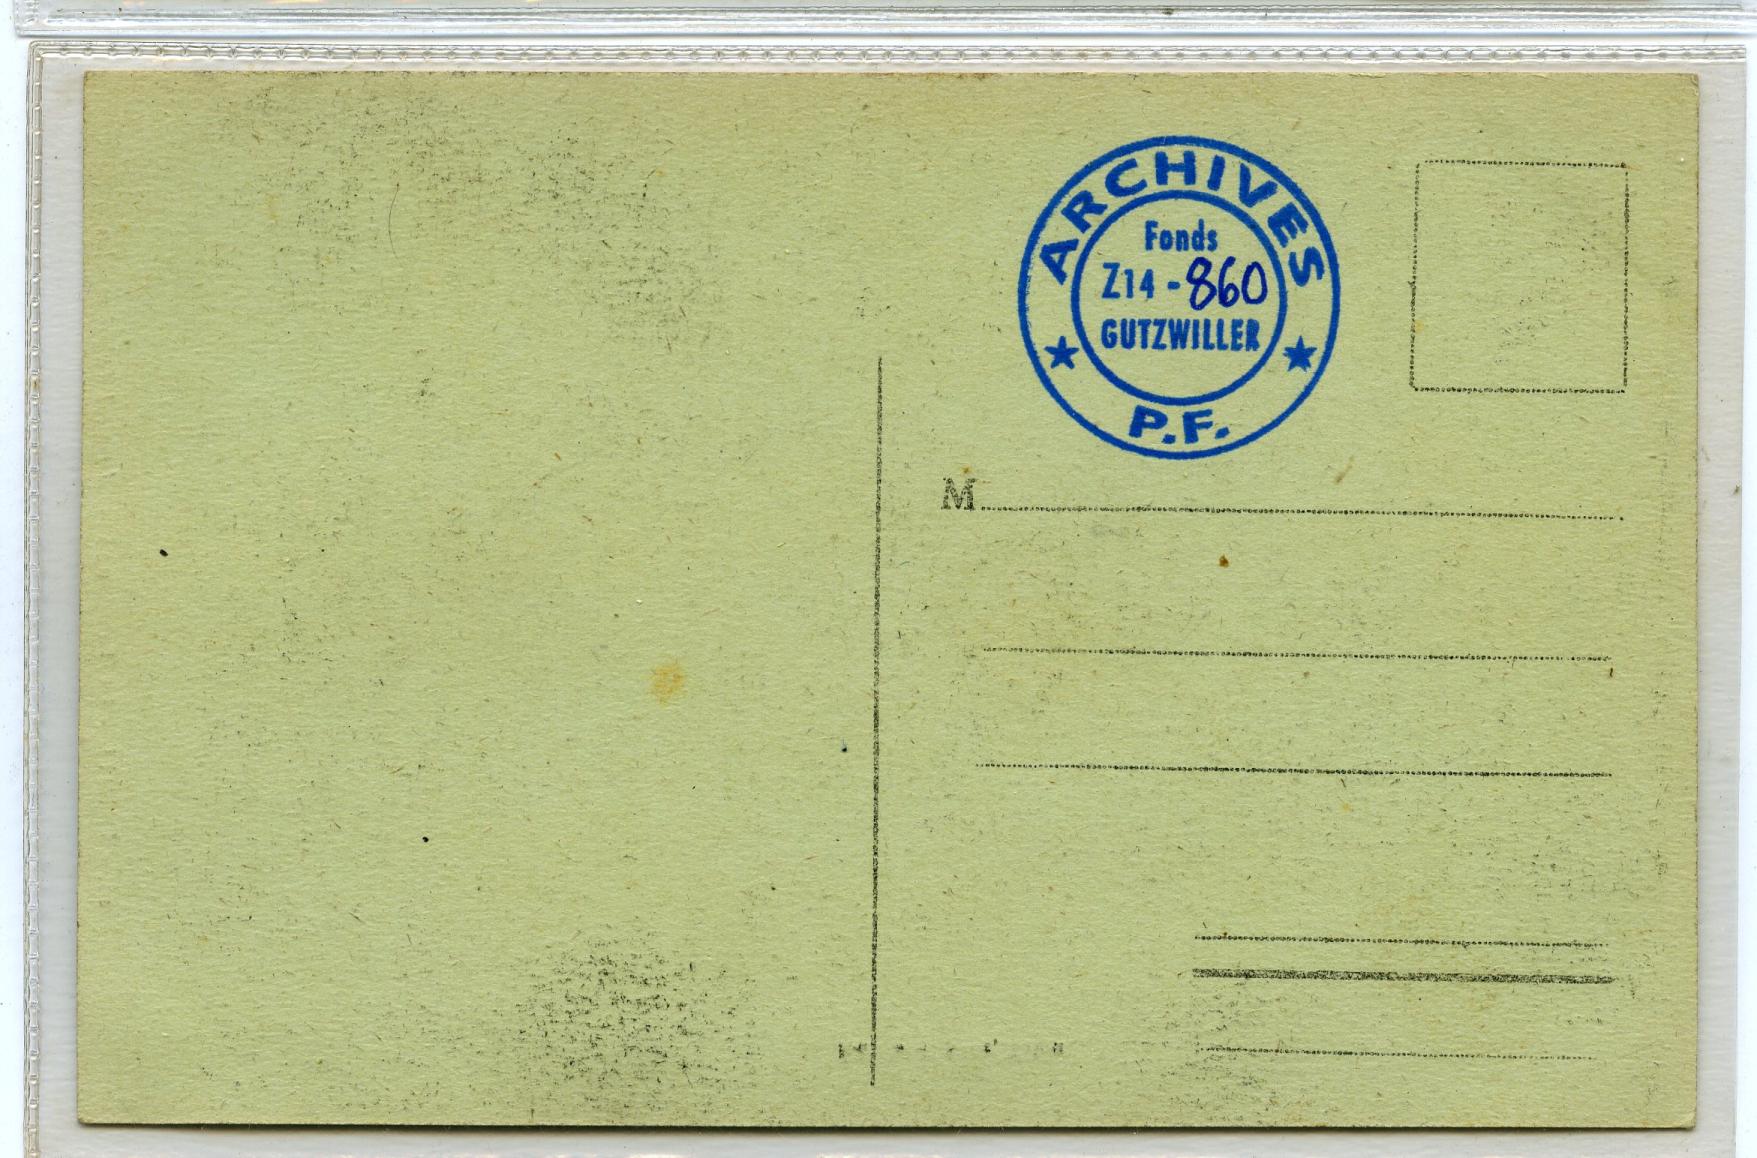 ARCHIVES
Fonds
Z14-860
GUTZWILLER
P.F.
M